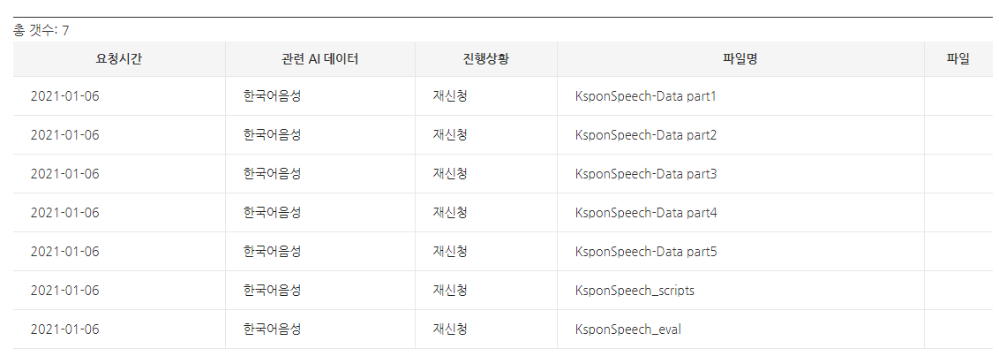 총 갯수: 7
요청시간 관련 AI 데이터 진행상황 파일명 파일
2021-01-06 한국어음성 재신청 KsponSpeech-Data part1
2021-01-06 한국어음성 재신청 KsponSpeech-Data part2
2021-01-06 한국어음성 재신청 KsponSpeech-Data part3
2021-01-06 한국어음성 재신청 KsponSpeech-Data part4
2021-01-06 한국어음성 재신청 KsponSpeech-Data part5
2021-01-06 한국어음성 재신청 KsponSpeech_scripts
2021-01-06 한국어음성 재신청 KsponSpeech_eval